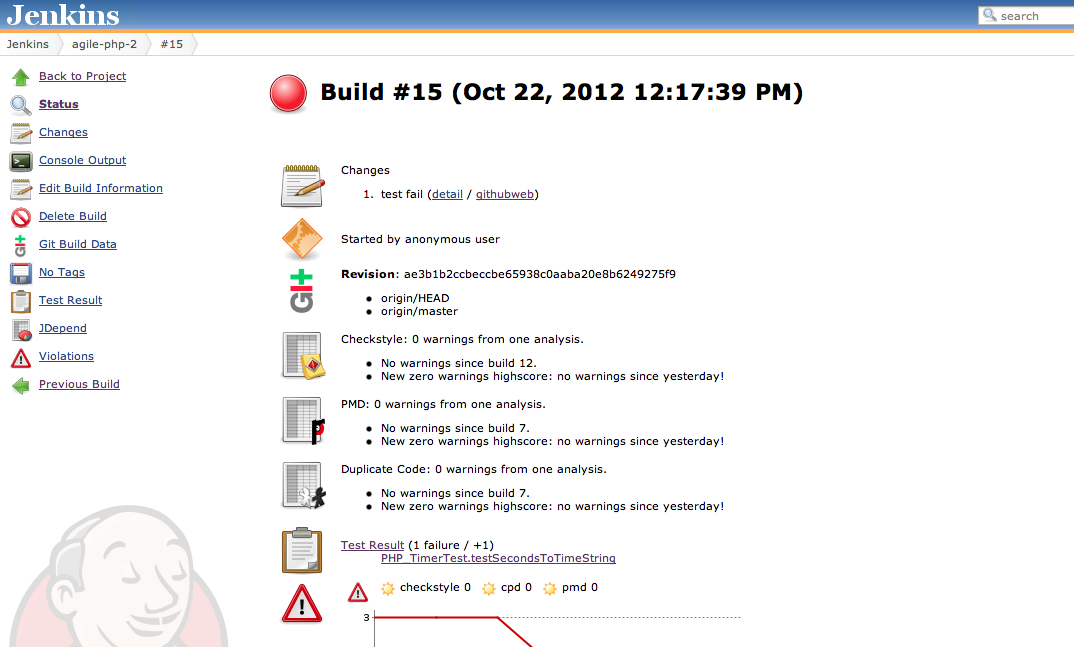 Jenkins
search
Jenkins agile-php-2 #15
Back to Project
Status
Changes
Console Output
Edit Build Information
Delete Build
Git Build Data
No Tags
Test Result
JDepend
Violations
Previous Build
Build #15 (Oct 22, 2012 12:17:39 PM)
Changes
1. test fail (detail / githubweb)
Started by anonymous user
git
Revision: ae3b1b2ccbeccbe65938c0aaba20e8b6249275f9
origin/HEAD
origin/master
Checkstyle: 0 warnings from one analysis.
No warnings since build 12.
New zero warnings highscore: no warnings since yesterday!
PMD: 0 warnings from one analysis.
No warnings since build 7.
New zero warnings highscore: no warnings since yesterday!
Duplicate Code: 0 warnings from one analysis.
No warnings since build 7.
New zero warnings highscore: no warnings since yesterday!
Test Result (1 failure / +1)
PHP_TimerTest.testSecondsToTimeString
checkstyle 0 cpd 0 pmd 0
3